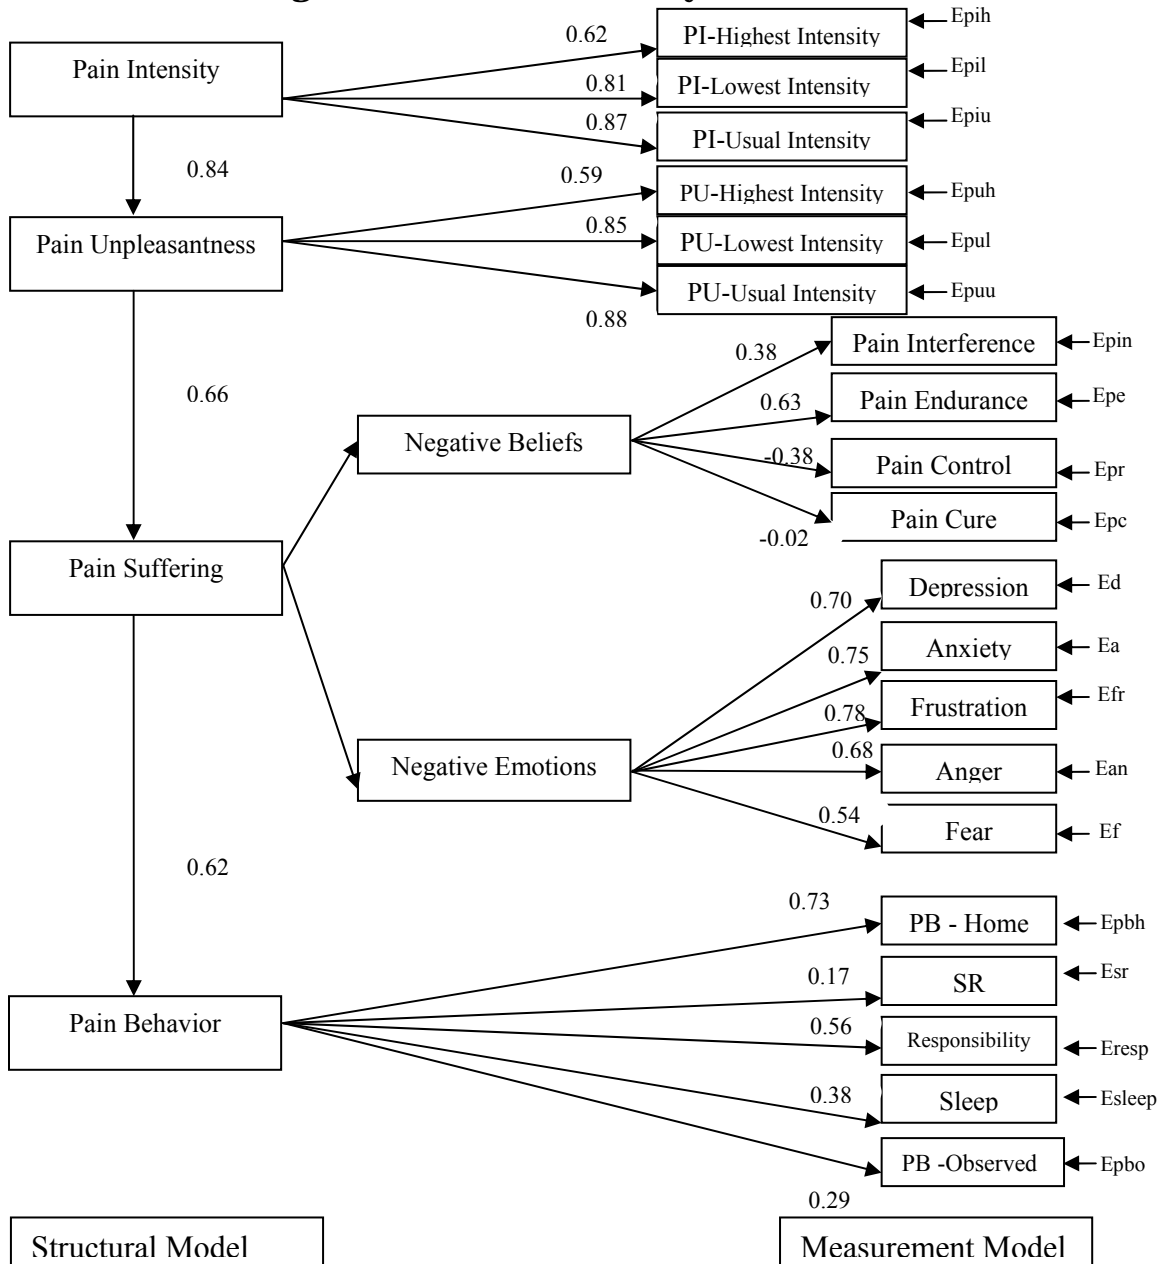 Epih
0.62
PI-Highest Intensity
Pain Intensity
Epil
0.81
PI-Lowest Intensity
Epiu
0.87
PI-Usual Intensity
0.84
0.59
PU-Highest Intensity
Epuh
Pain Unpleasantness
0.85
PU-Lowest Intensity
Epul
PU-Usual Intensity
Epuu
0.88
0.38
Pain Interference
Epin
0.66
0.63
Pain Endurance
Epe
Negative Beliefs
-0.38
Pain Control
Epr
Pain Cure
Epc
-0.02
Pain Suffering
0.70
Depression
Ed
0.75
Anxiety
Ea
0.78
Frustration
Efr
0.68
Negative Emotions
Anger
Ean
0.54
Fear
Ef
0.62
0.73
PB - Home
Epbh
0.17
SR
Esr
Pain Behavior
0.56
Responsibility
Eresp
0.38
Sleep
Esleep
PB -Observed
Epbo
0.29
Structural Model
Measurement Model